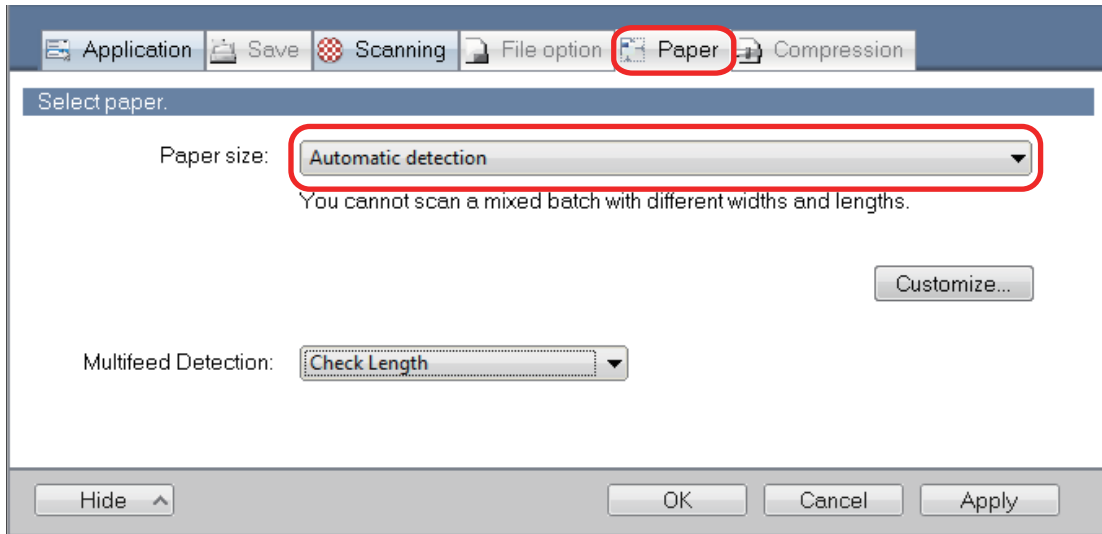 Application Save Scanning File option Paper Compression
Select paper.
Paper size: Automatic detection
You cannot scan a mixed batch with different widths and lengths.
Customize...
Multifeed Detection: Check Length
Hide OK Cancel Apply